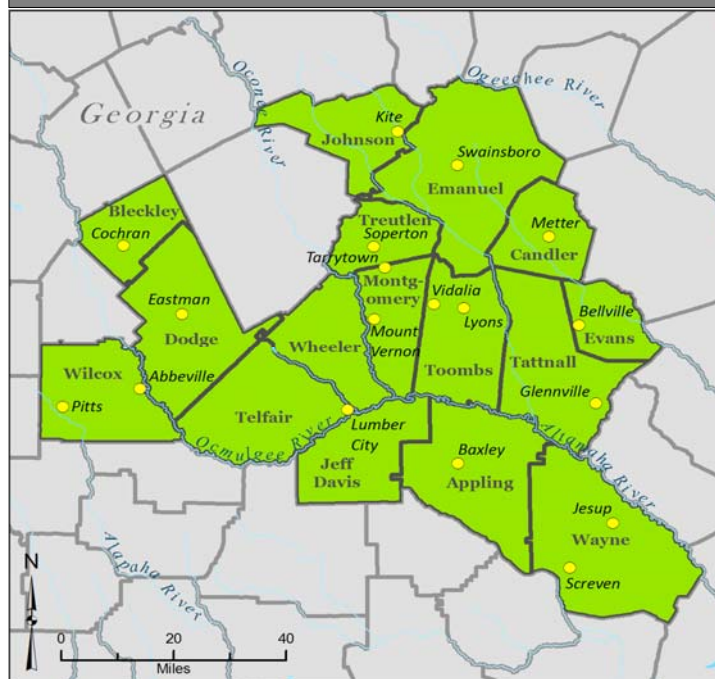 Georgia
Oconee River
Ogeechee River
Kite
Johnson
Swainsboro
Emanuel
Bleckley
Cochran
Treutlen
Soperton
Tarrytown
Metter
Candler
Montg-
omery
Eastman
Dodge
Vidalia
Lyons
Bellville
Evans
Wheeler
Mount
Vernon
Toombs
Tattnall
Wilcox
Abbeville
Pitts
Glennville
Telfair
Ocmulgee River
Lumber
City
Altamaha River
Jeff
Davis
Baxley
Appling
Jesup
Wayne
Screven
Alapaha River
N
0 20 40
Miles